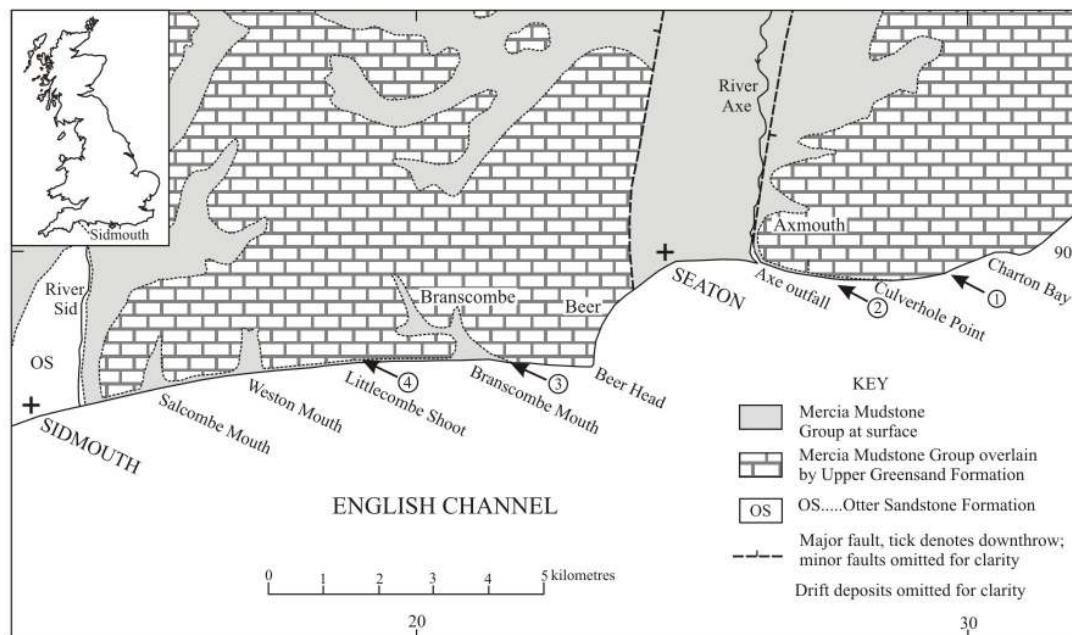 Sidmouth
River
Axe
Axmouth
90
River
Sid
Branscombe
Beer
SEATON
Axe outfall
Culverhole Point
Charton Bay
①
②
OS
④
③
Beer Head
Branscombe Mouth
Littlecombe Shoot
Weston Mouth
Salcombe Mouth
SIDMOUTH
ENGLISH CHANNEL
0 1 2 3 4 5 kilometres
20
30
KEY
Mercia Mudstone
Group at surface
Mercia Mudstone Group overlain
by Upper Greensand Formation
OS OS.....Otter Sandstone Formation
Major fault, tick denotes downthrow;
minor faults omitted for clarity
Drift deposits omitted for clarity